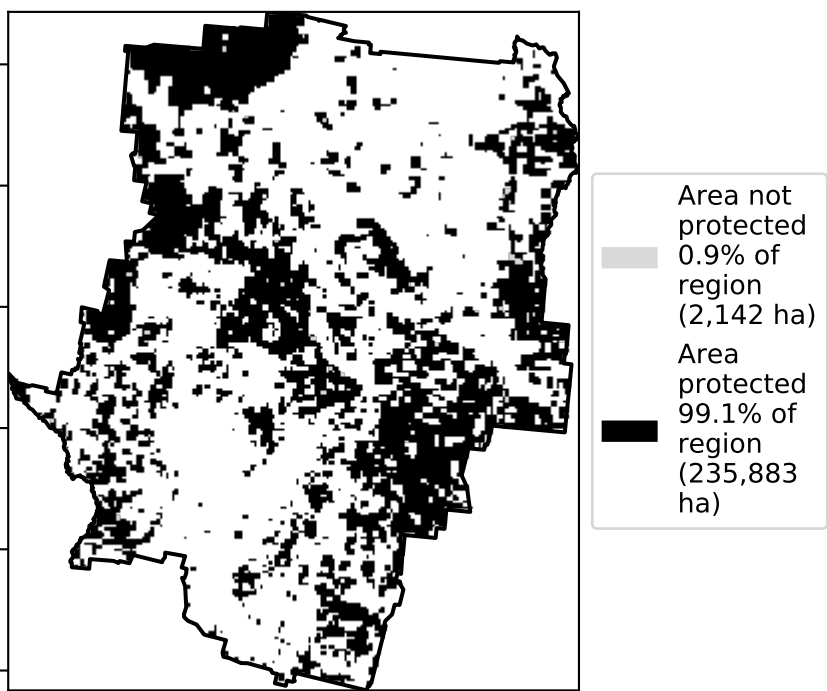 Area not
protected
0.9% of
region
(2,142 ha)
Area
protected
99.1% of
region
(235,883
ha)